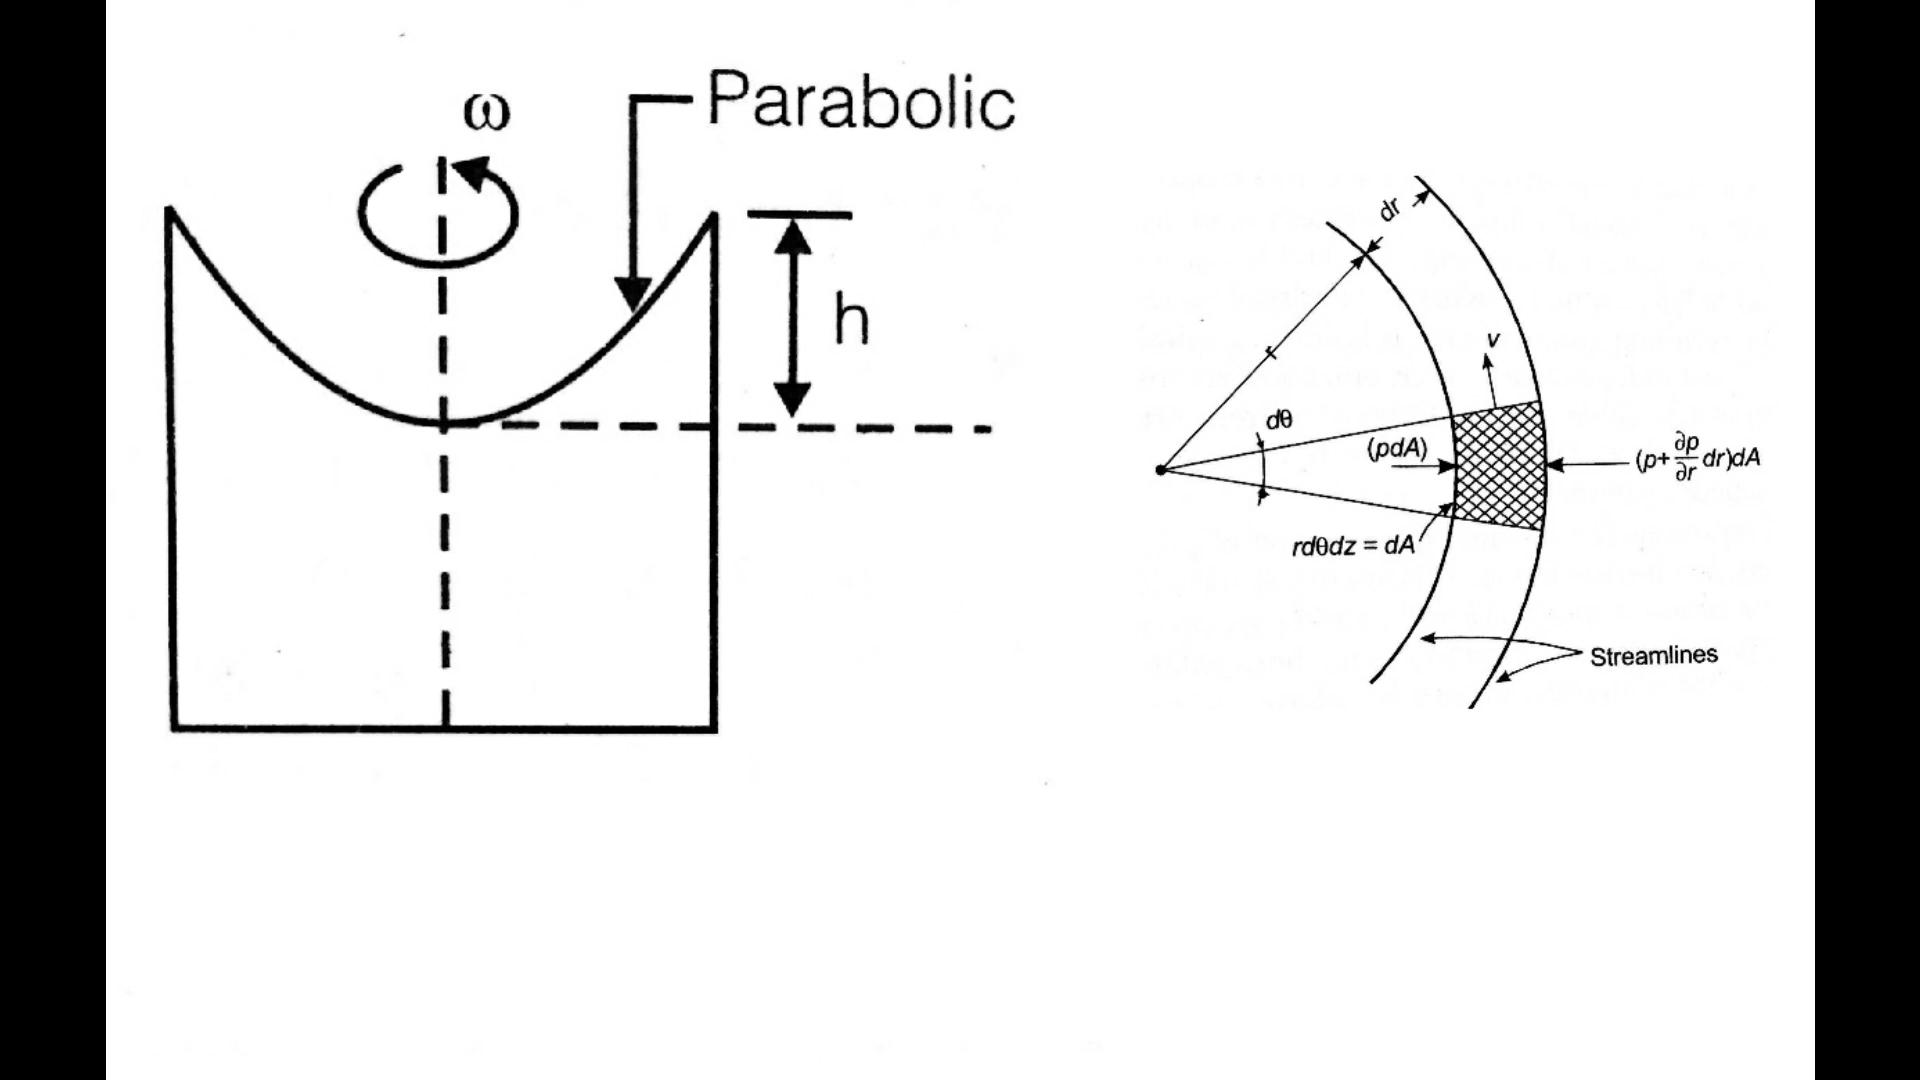 ω
Parabolic
h
dr
r
v
dθ
(pdA)
(p+∂p/∂r dr)dA
rdθdz = dA
Streamlines